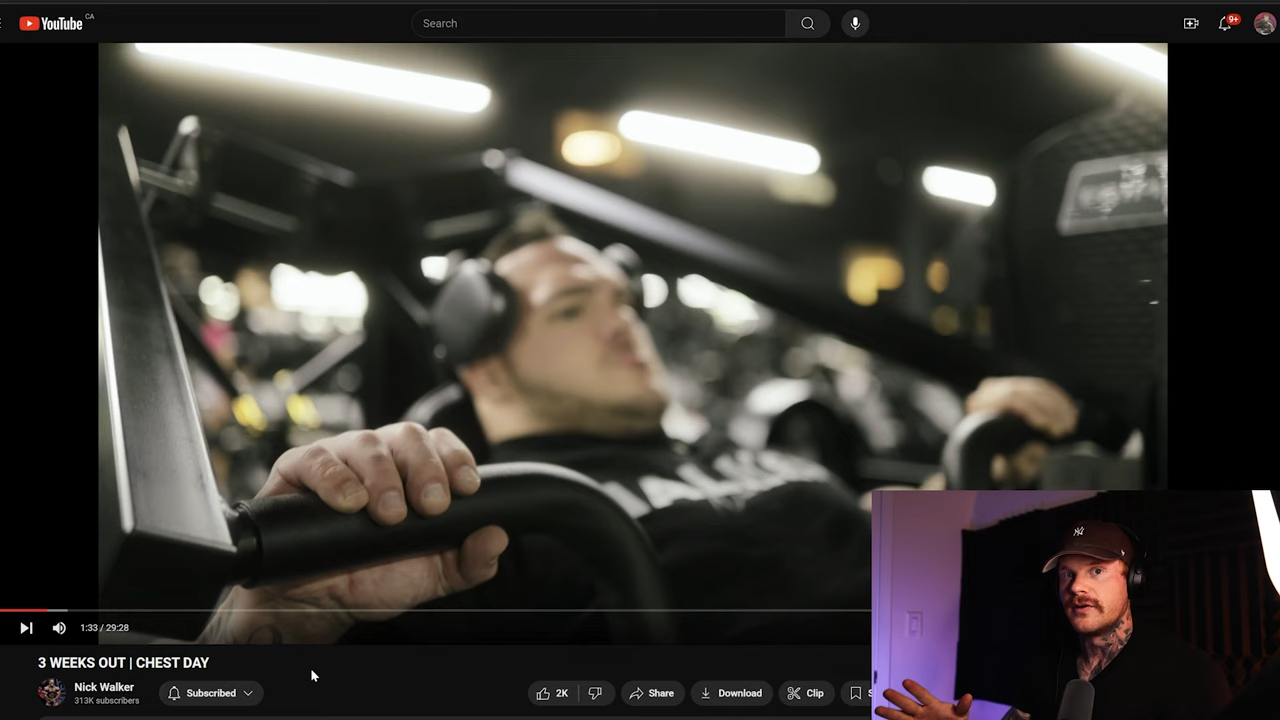 YouTube CA
Search
9+
1:33 / 29:28
3 WEEKS OUT | CHEST DAY
Nick Walker
313K subscribers
Subscribed
2K
Share
Download
Clip
S
NY